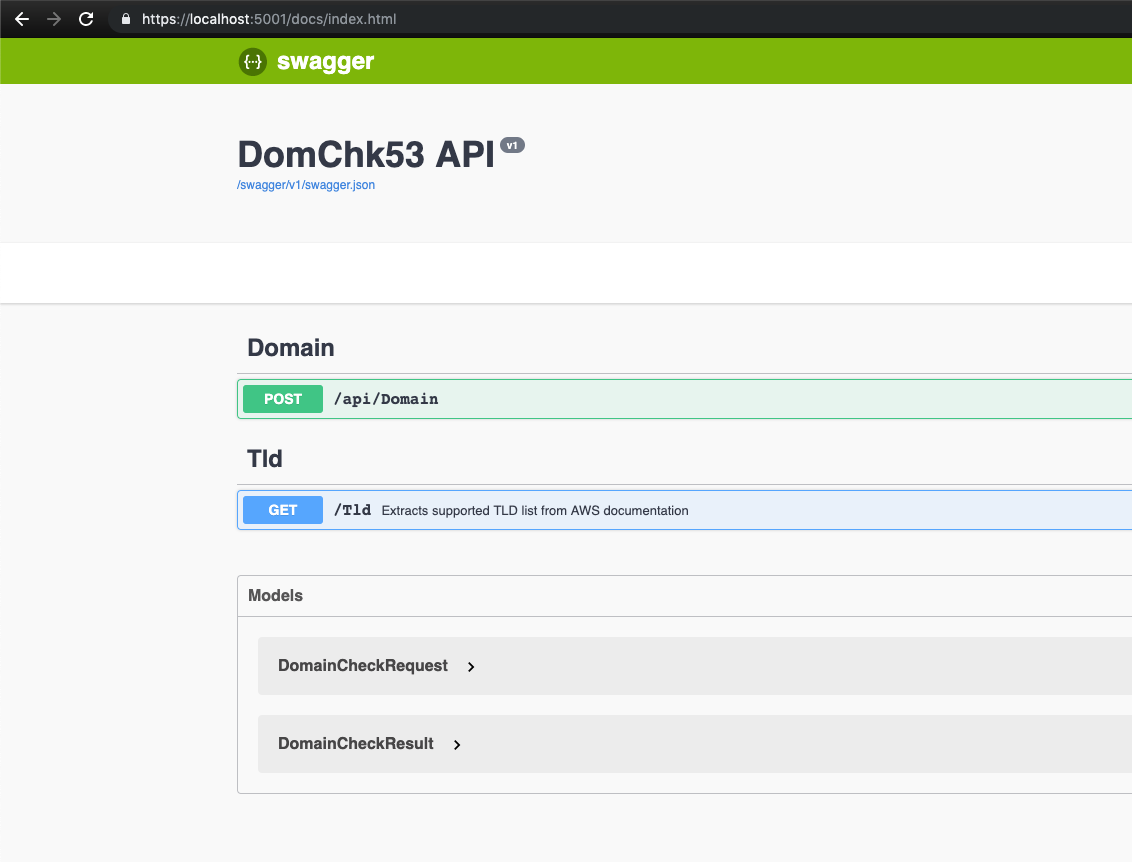 https://localhost:5001/docs/index.html
{··} swagger
DomChk53 API v1
/swagger/v1/swagger.json
Domain
POST /api/Domain
Tld
GET /Tld Extracts supported TLD list from AWS documentation
Models
DomainCheckRequest
DomainCheckResult